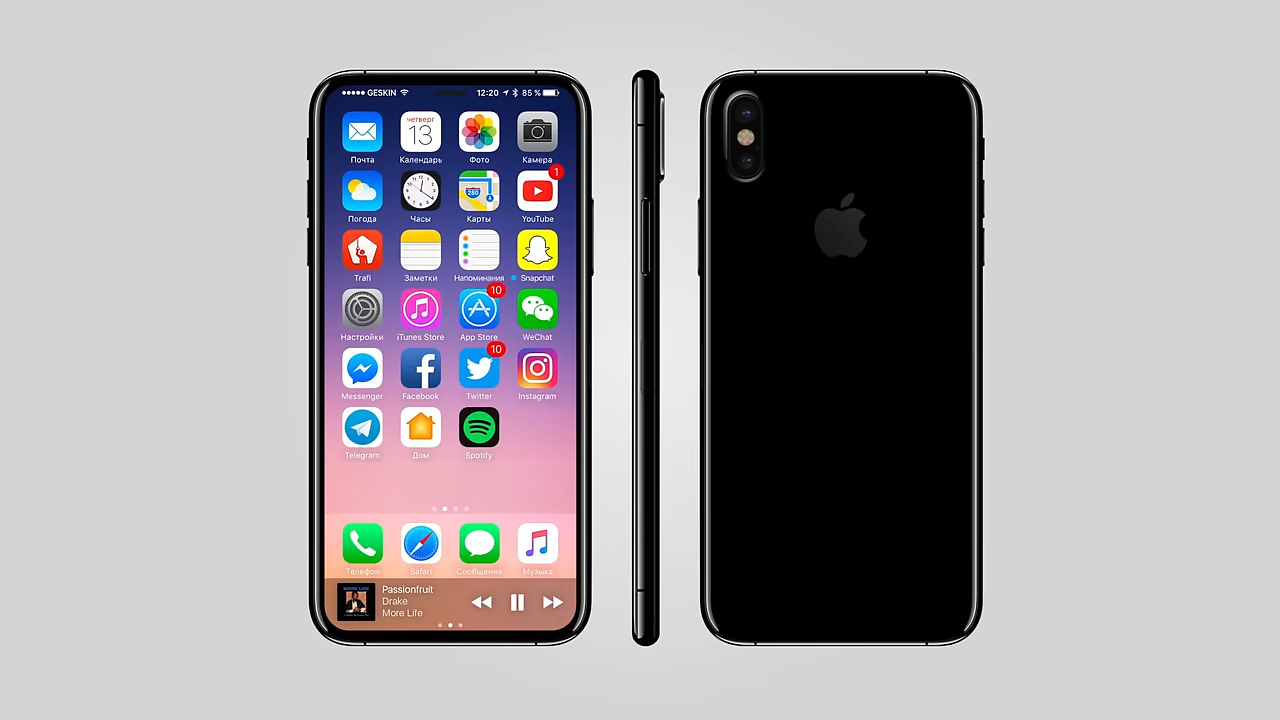 GESKIN 12:20 85 %
четверг
13
Почта Календарь Фото Камера
280
1
Погода Часы Карты YouTube
Trafi Заметки Напоминания Snapchat
10
Настройки iTunes Store App Store WeChat
10
Messenger Facebook Twitter Instagram
Telegram Дом Spotify
Телефон Safari Сообщения Музыка
MORE LIFE
Passionfruit
Drake
More Life